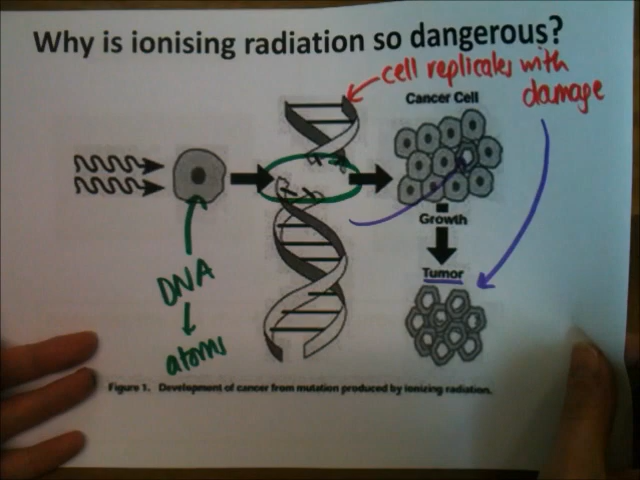 Why is ionising radiation so dangerous?
cell replicates with
damage
Cancer Cell
Growth
Tumor
DNA
atoms
Figure 1. Development of cancer from mutation produced by ionizing radiation.